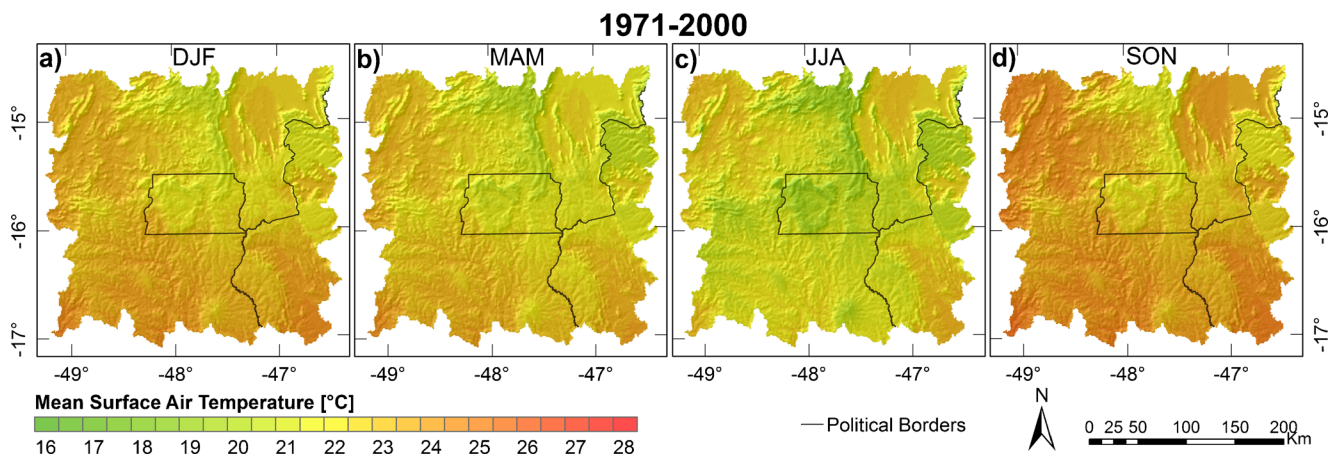 1971-2000
a) DJF b) MAM c) JJA d) SON
-15° -15°
-16° -16°
-17° -17°
-49° -48° -47° -49° -48° -47° -49° -48° -47° -49° -48° -47°
Mean Surface Air Temperature [°C]
16 17 18 19 20 21 22 23 24 25 26 27 28
Political Borders
N
0 25 50 100 150 200
Km